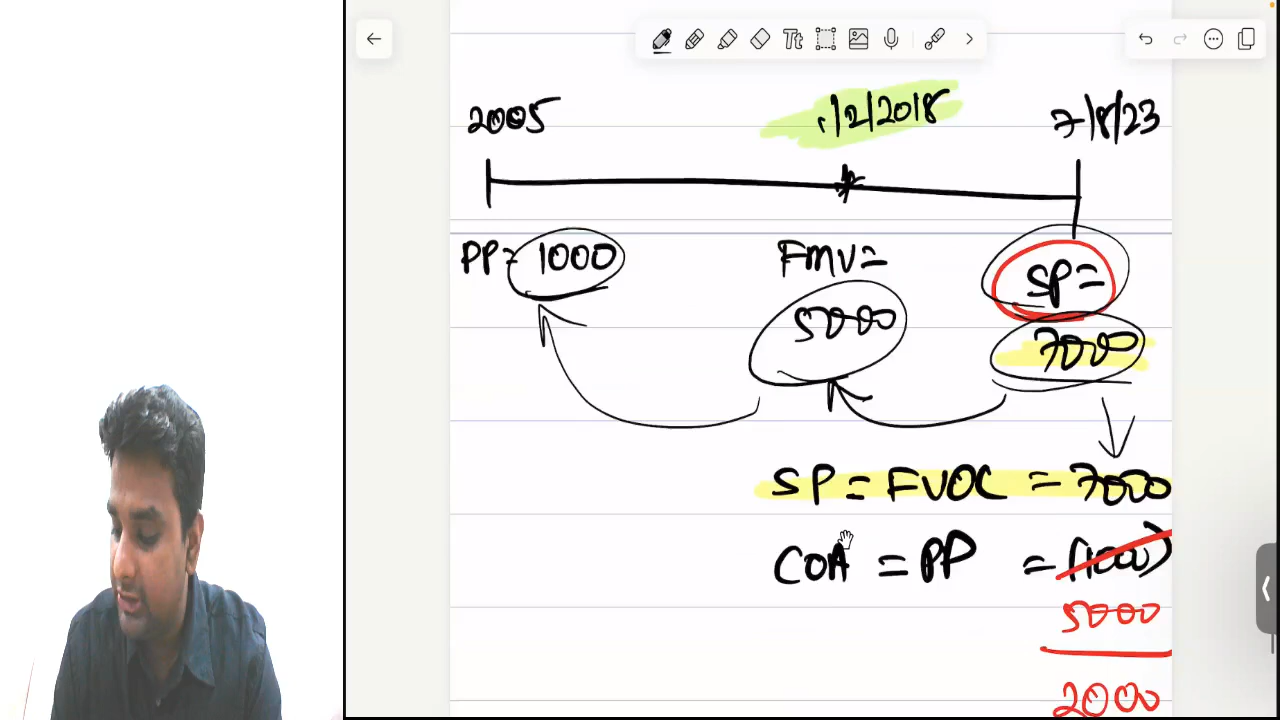 2005 1/2/2018 7/8/23
PP= 1000 FMV= SP=
5000 7000
SP = FVOC = 7000
COA = PP = (1000)
5000
2000
Tt